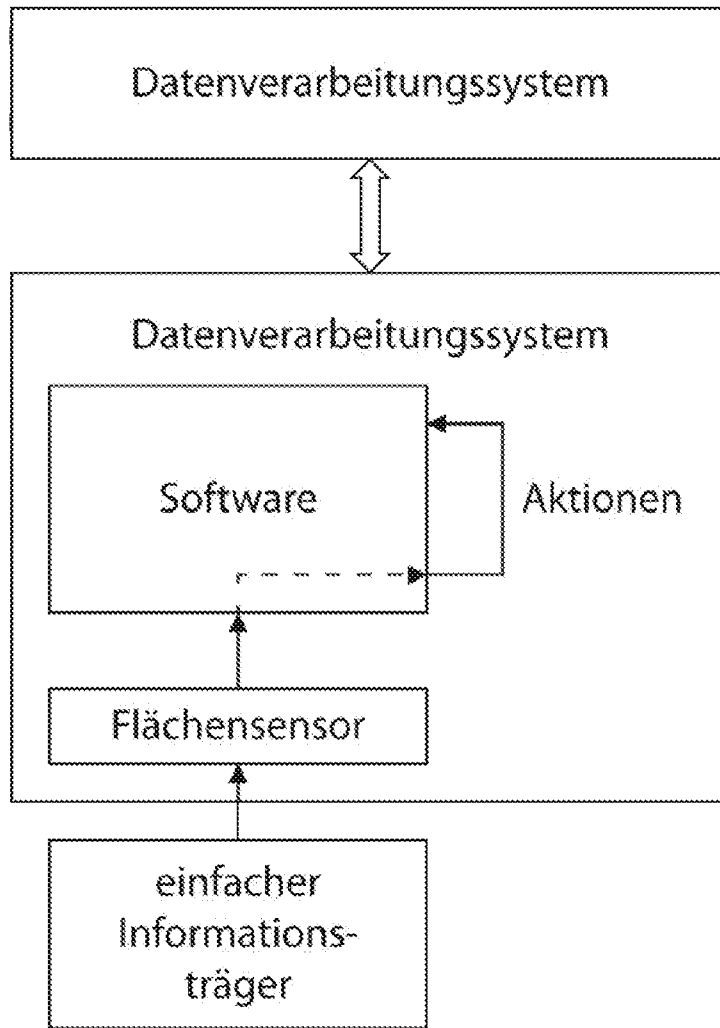 Datenverarbeitungssystem
Datenverarbeitungssystem
Software
Aktionen
Flächensensor
einfacher
Informations-
träger